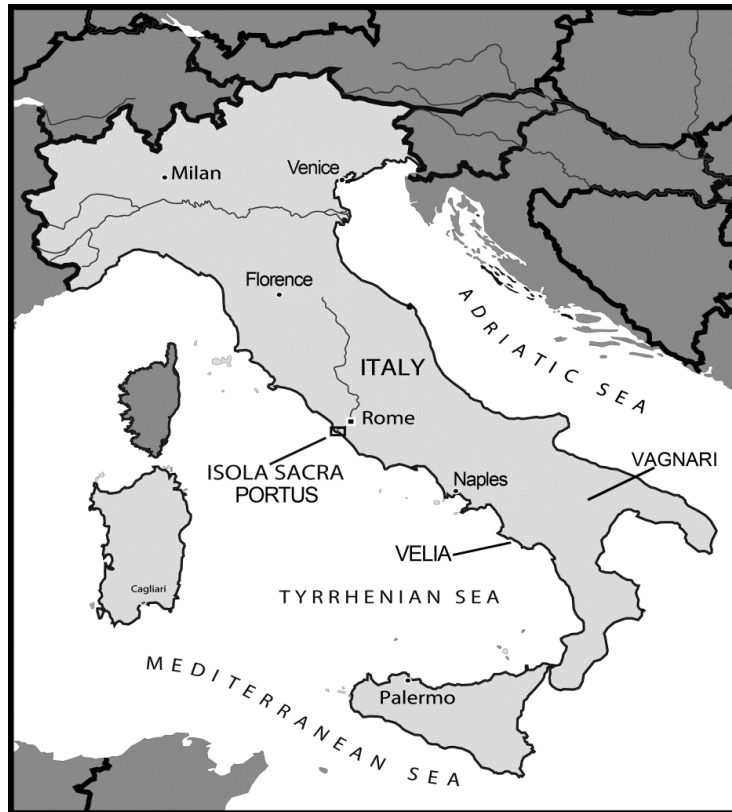 Milan
Venice
Florence
ADRIATIC SEA
ITALY
Rome
ISOLA SACRA
PORTUS
VAGNARI
Naples
VELIA
Cagliari
TYRRHENIAN SEA
MEDITERRANEAN SEA
Palermo